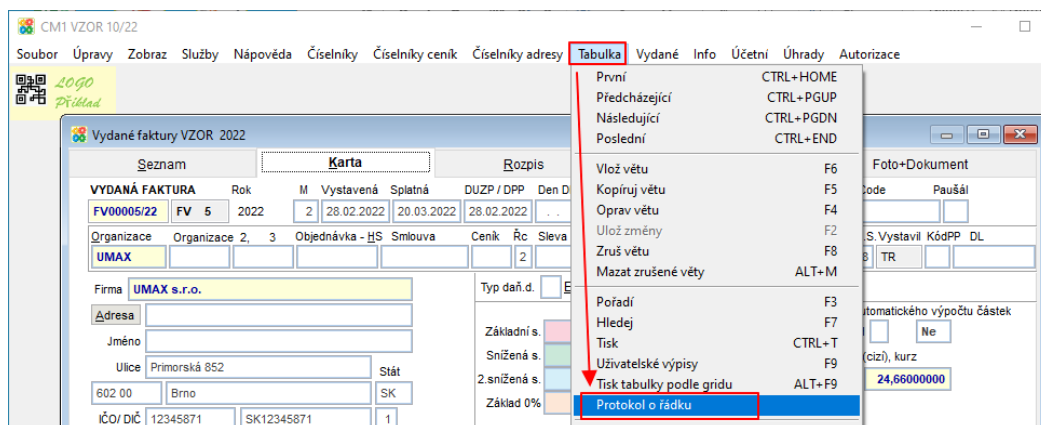 CM1 VZOR 10/22
Soubor Úpravy Zobraz Služby Nápověda Číselníky Číselníky ceník Číselníky adresy Tabulka Vydané Info Účetní Úhrady Autorizace
LOGO
Příklad
Vydané faktury VZOR 2022
Seznam Karta Rozpis Foto+Dokument
VYDANÁ FAKTURA Rok M Vystavená Splatná DUZP / DPP Den D
Paušál
FV00005/22 FV 5 2022 2 28.02.2022 20.03.2022 28.02.2022 . .
Organizace Organizace 2, 3 Objednávka - HS Smlouva Ceník Řc Sleva .S. Vystavil KódPP DL
UMAX 2 8 TR
Firma UMAX s.r.o. Typ daň.d. E
Adresa
Jméno
Ulice Primorská 852 Stát
602 00 Brno SK
IČO/ DIČ 12345871 SK12345871 1
Základní s.
Snížená s.
2.snížená s.
Základ 0%
První CTRL+HOME
Předcházející CTRL+PGUP
Následující CTRL+PGDN
Poslední CTRL+END
Vlož větu F6
Kopíruj větu F5
Oprav větu F4
Ulož změny F2
Zruš větu F8
Mazat zrušené věty ALT+M
Pořadí F3
Hledej F7
Tisk CTRL+T
Uživatelské výpisy F9
Tisk tabulky podle gridu ALT+F9
Protokol o řádku
utomatického výpočtu částek
Ne
(cizí), kurz
24,66000000